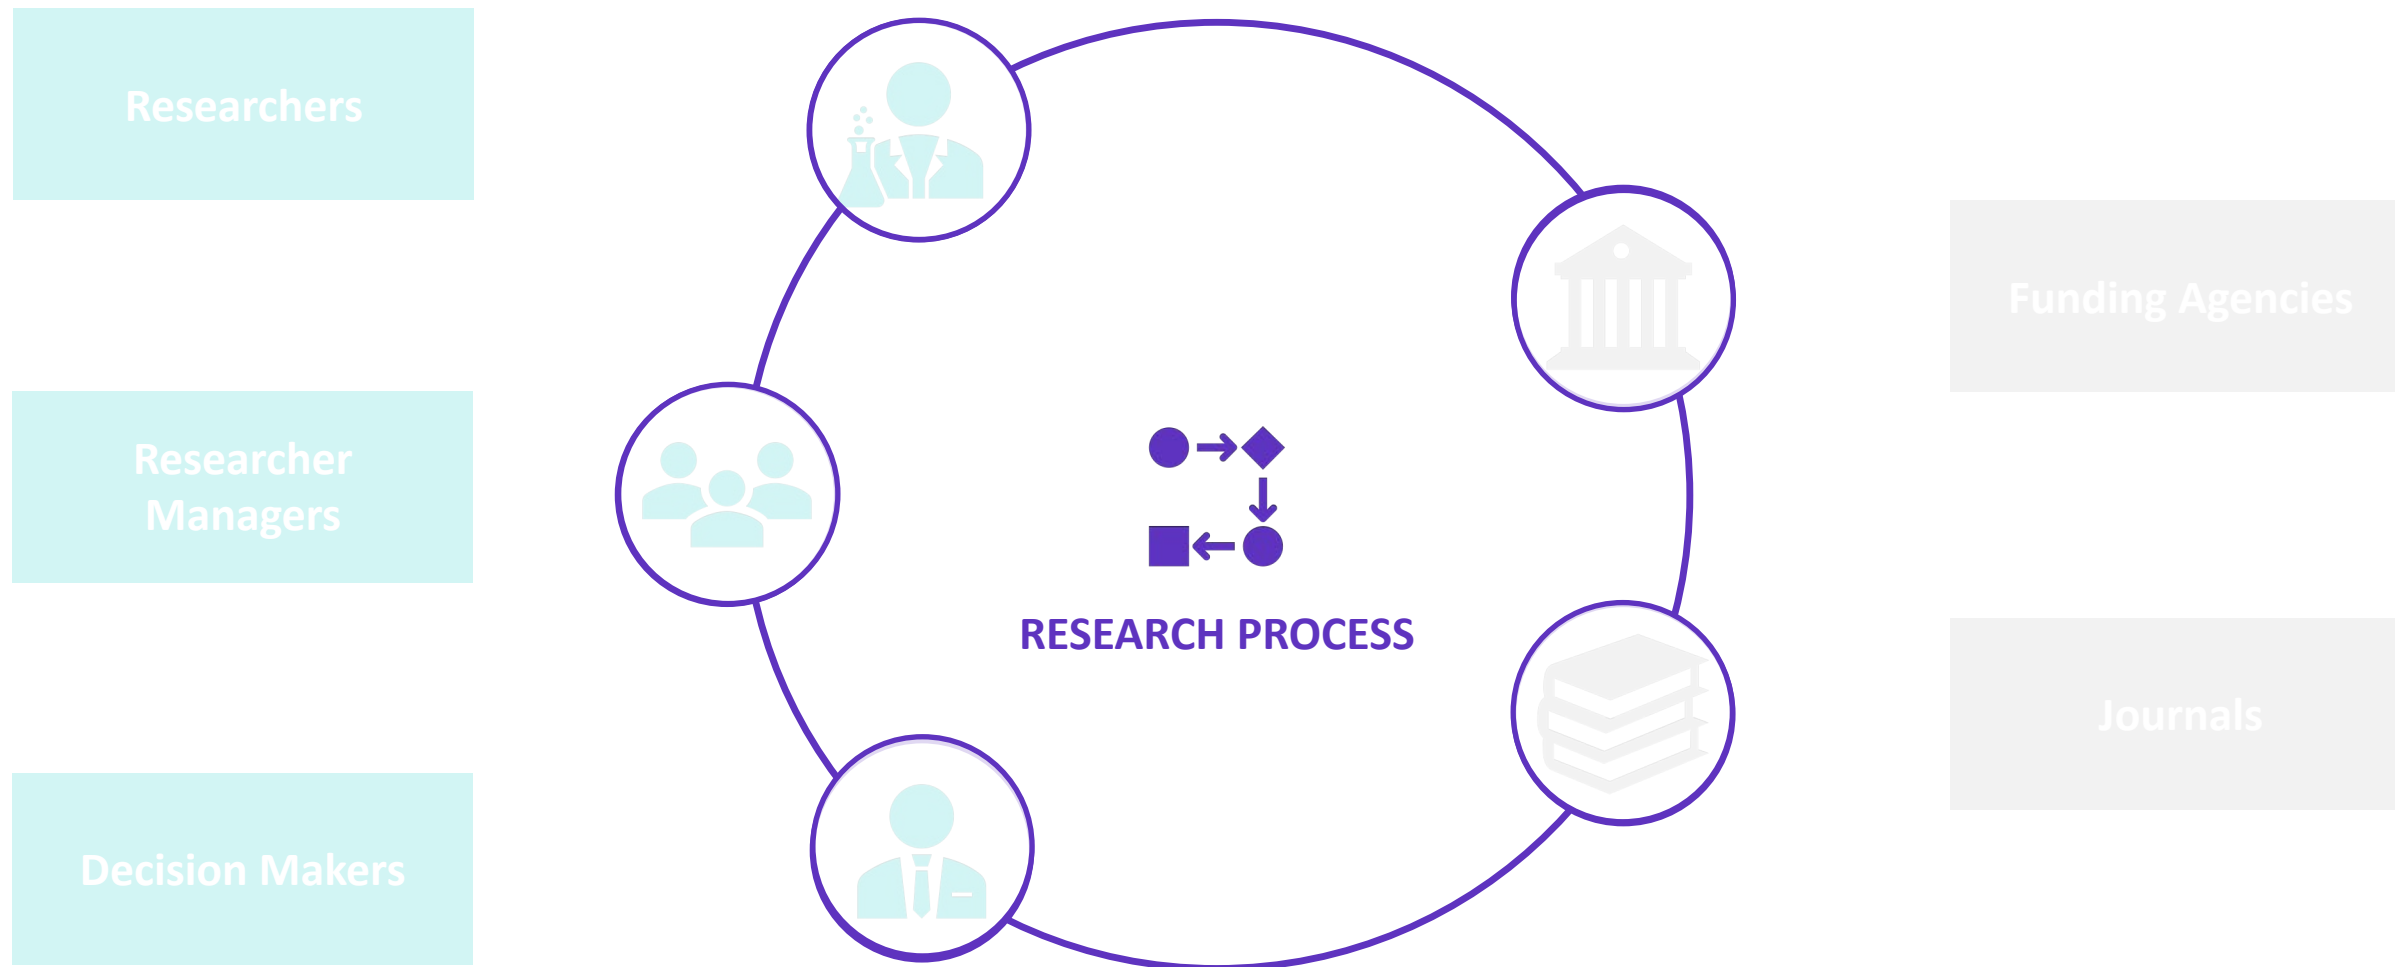 Researchers
Funding Agencies
Researcher
Managers
RESEARCH PROCESS
Journals
Decision Makers